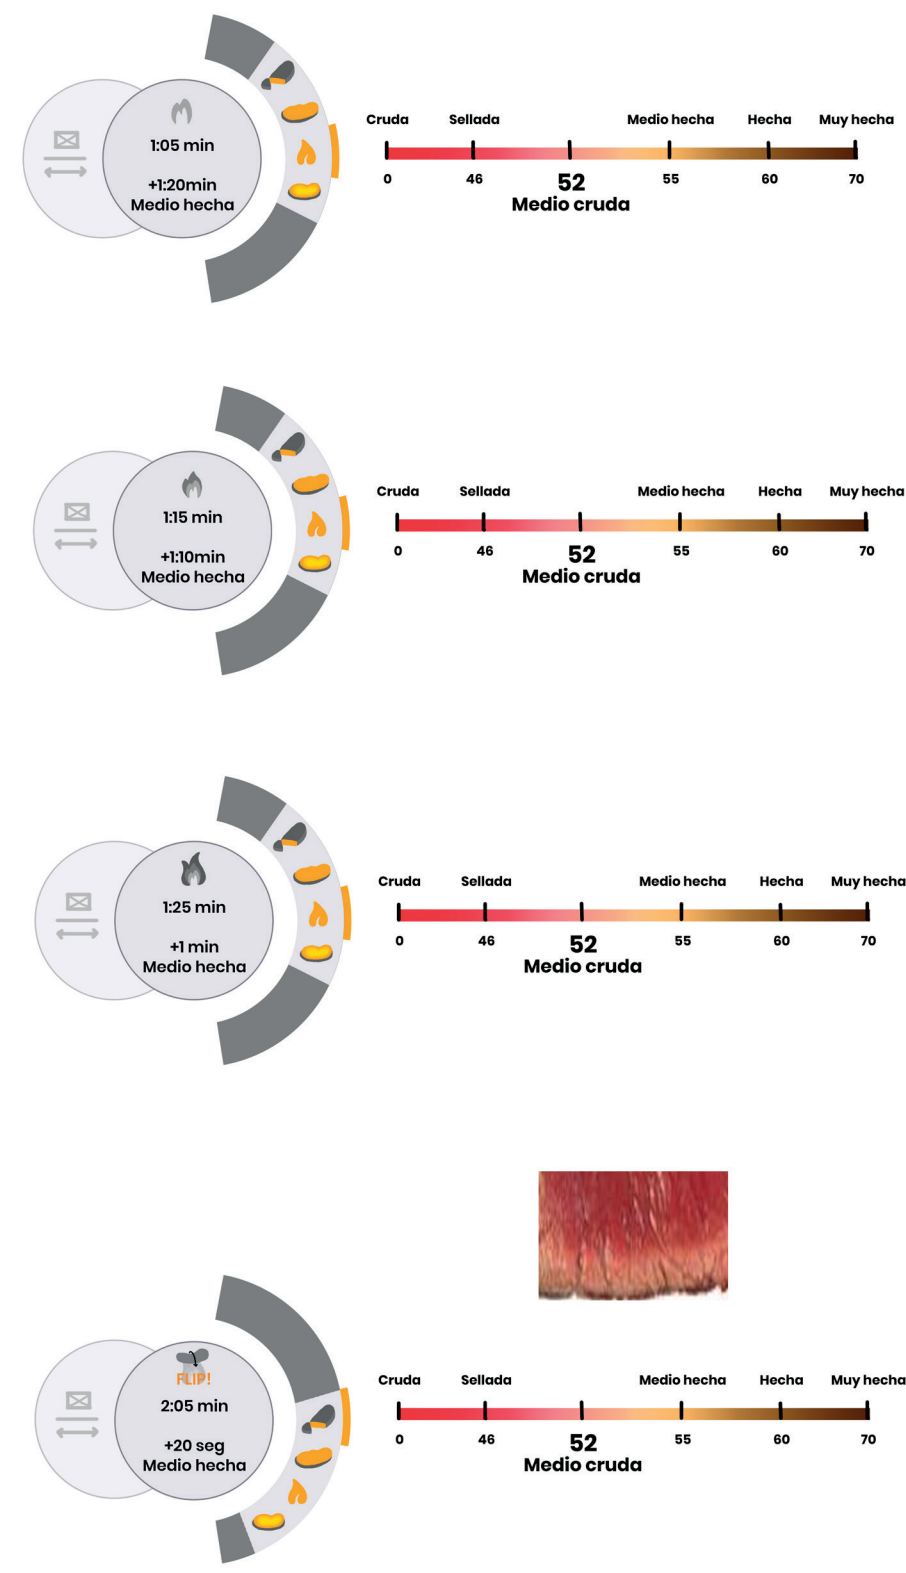 1:05 min
+1:20min
Medio hecha
Cruda Sellada Medio hecha Hecha Muy hecha
0 46 52 55 60 70
Medio cruda
1:15 min
+1:10min
Medio hecha
Cruda Sellada Medio hecha Hecha Muy hecha
0 46 52 55 60 70
Medio cruda
1:25 min
+1 min
Medio hecha
Cruda Sellada Medio hecha Hecha Muy hecha
0 46 52 55 60 70
Medio cruda
FLIP!
2:05 min
+20 seg
Medio hecha
Cruda Sellada Medio hecha Hecha Muy hecha
0 46 52 55 60 70
Medio cruda